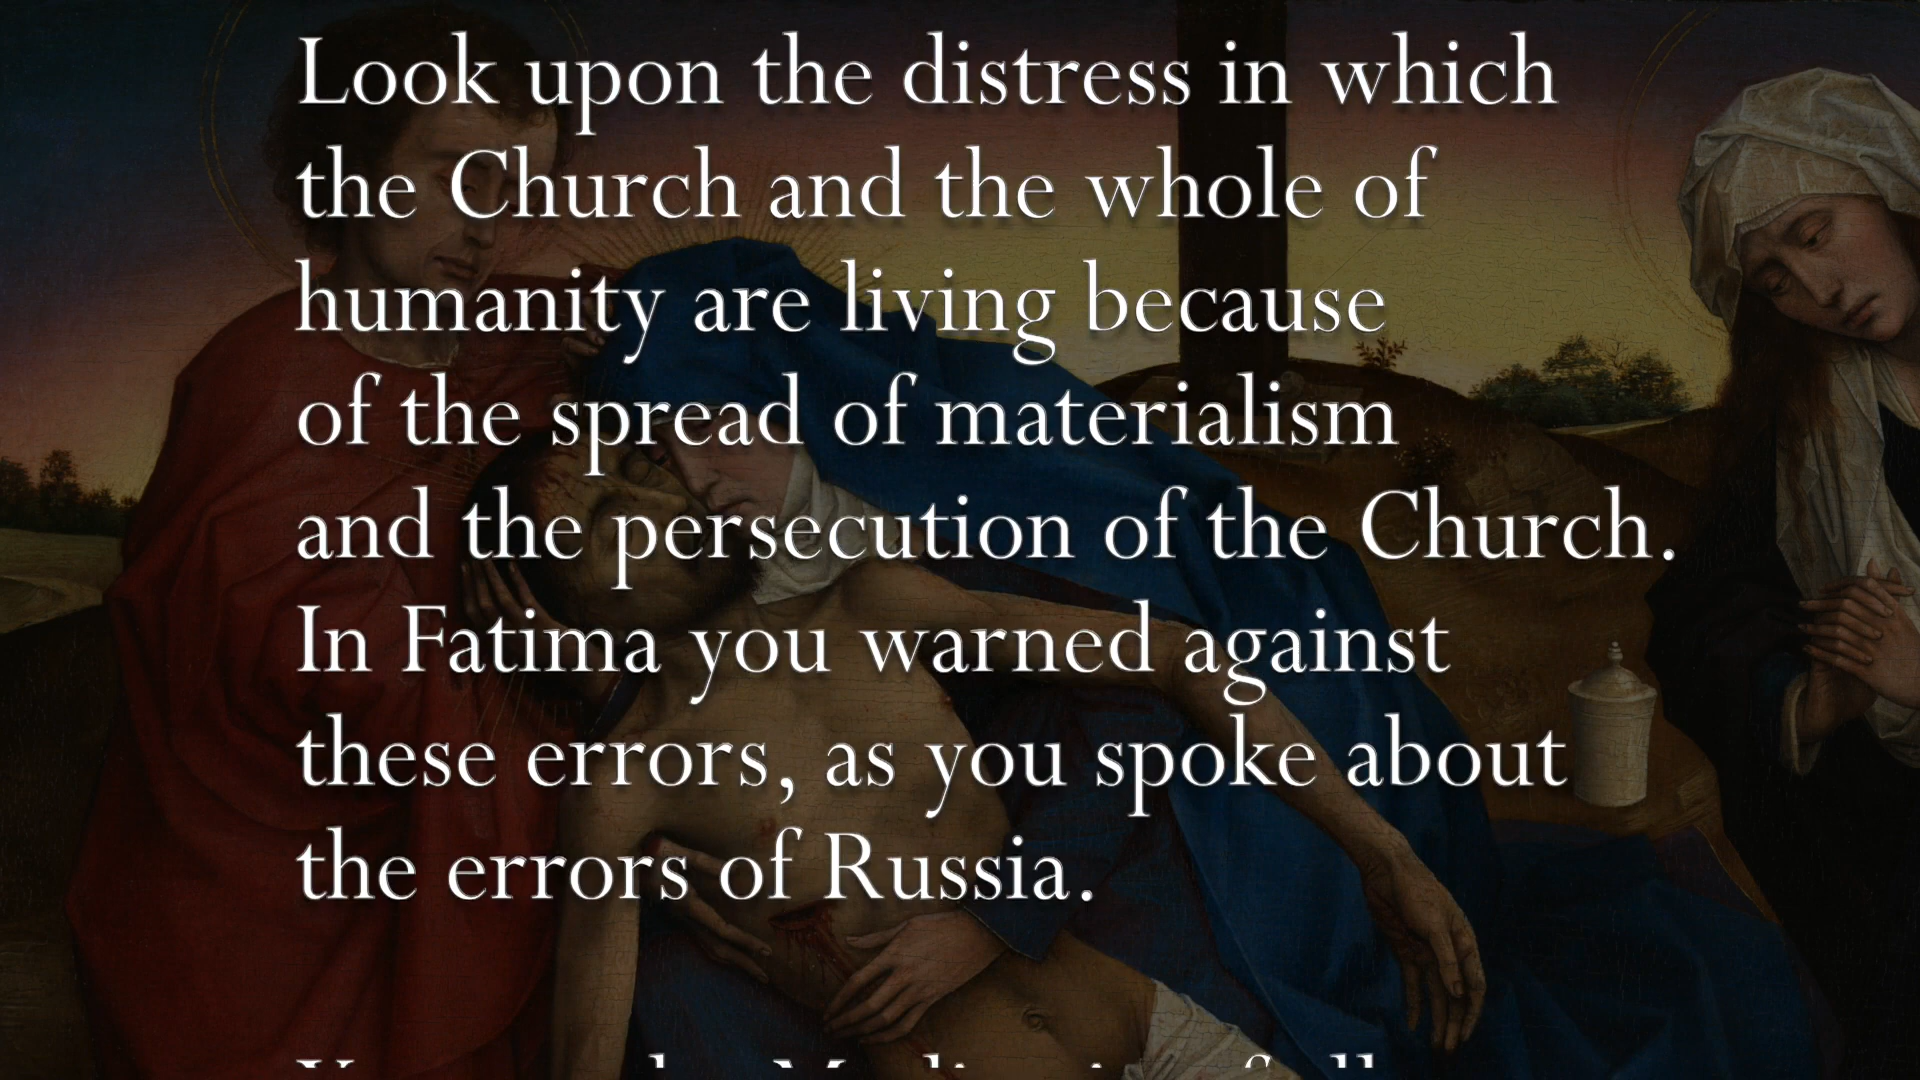 Look upon the distress in which
the Church and the whole of
humanity are living because
of the spread of materialism
and the persecution of the Church.
In Fatima you warned against
these errors, as you spoke about
the errors of Russia.